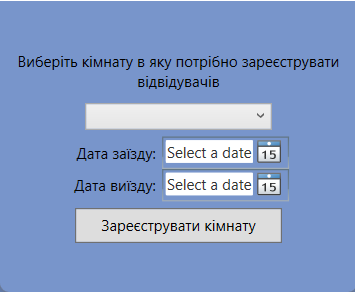 Виберіть кімнату в яку потрібно зареєструвати
відвідувачів
Дата заїзду: Select a date 15
Дата виїзду: Select a date 15
Зареєструвати кімнату